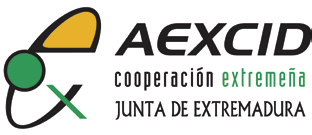 AEXCID
cooperación extremeña
JUNTA DE EXTREMADURA